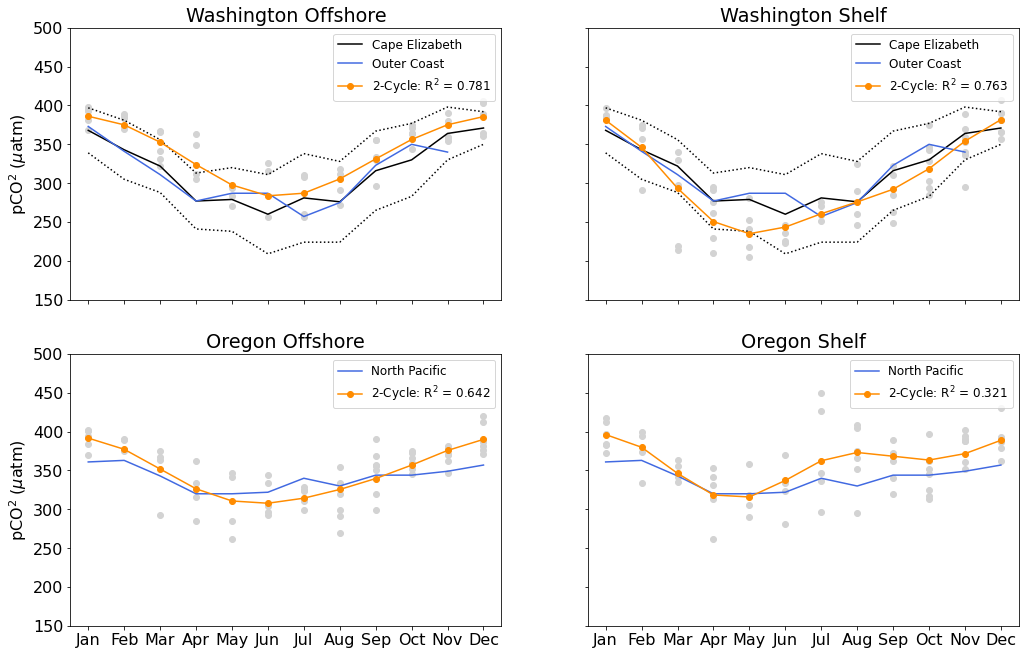 Washington Offshore
Washington Shelf
500
450
400
350
300
250
200
150
pCO² (μatm)
Cape Elizabeth
Outer Coast
2-Cycle: R² = 0.781
Cape Elizabeth
Outer Coast
2-Cycle: R² = 0.763
Oregon Offshore
Oregon Shelf
500
450
400
350
300
250
200
150
pCO² (μatm)
North Pacific
2-Cycle: R² = 0.642
North Pacific
2-Cycle: R² = 0.321
Jan Feb Mar Apr May Jun Jul Aug Sep Oct Nov Dec
Jan Feb Mar Apr May Jun Jul Aug Sep Oct Nov Dec